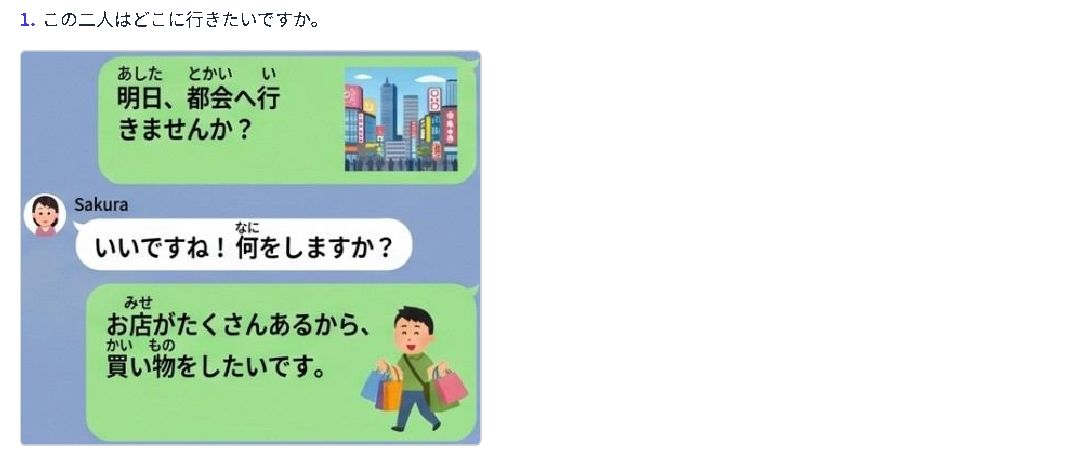 1. この二人はどこに行きたいですか。
あした とかい い
明日、都会へ行
きませんか？
Sakura
なに
いいですね！何をしますか？
みせ
お店がたくさんあるから、
かい もの
買い物をしたいです。